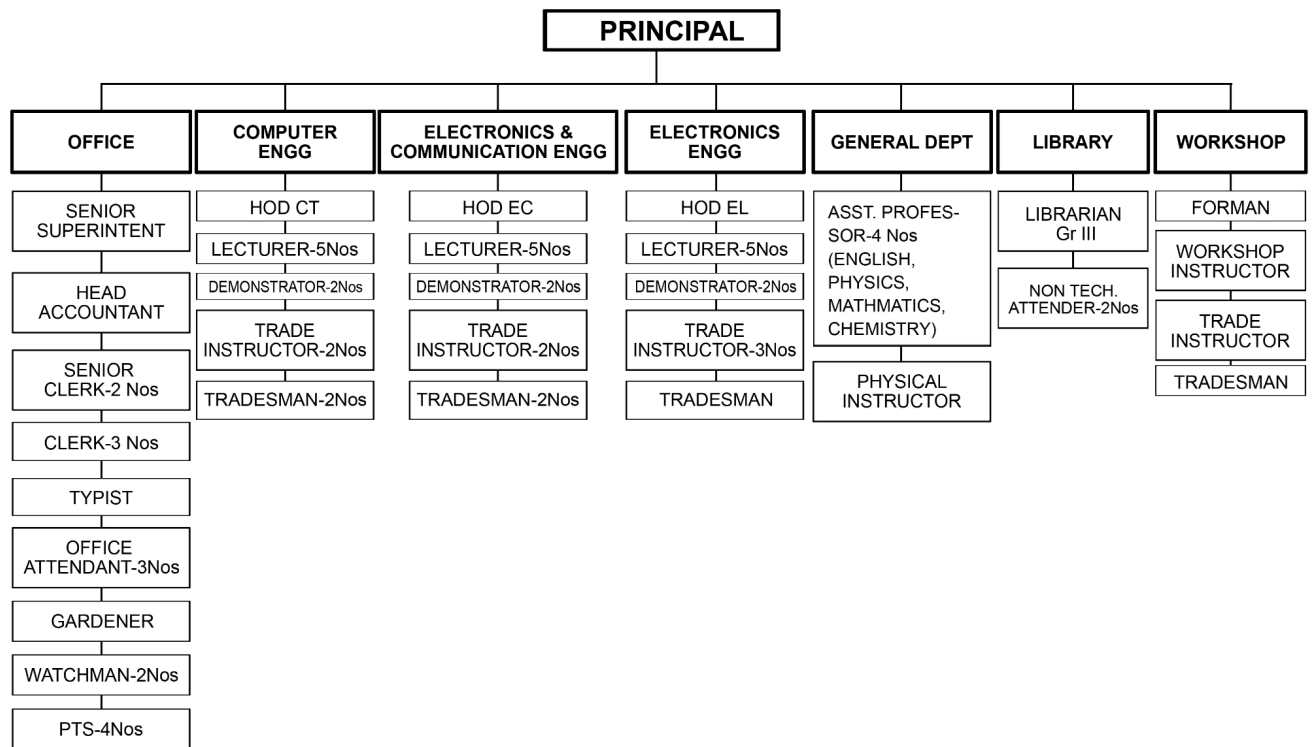 PRINCIPAL
OFFICE
SENIOR
SUPERINTENT
HEAD
ACCOUNTANT
SENIOR
CLERK-2 Nos
CLERK-3 Nos
TYPIST
OFFICE
ATTENDANT-3Nos
GARDENER
WATCHMAN-2Nos
PTS-4Nos
COMPUTER
ENGG
HOD CT
LECTURER-5Nos
DEMONSTRATOR-2Nos
TRADE
INSTRUCTOR-2Nos
TRADESMAN-2Nos
ELECTRONICS &
COMMUNICATION ENGG
HOD EC
LECTURER-5Nos
DEMONSTRATOR-2Nos
TRADE
INSTRUCTOR-2Nos
TRADESMAN-2Nos
ELECTRONICS
ENGG
HOD EL
LECTURER-5Nos
DEMONSTRATOR-2Nos
TRADE
INSTRUCTOR-3Nos
TRADESMAN
GENERAL DEPT
ASST. PROFES-
SOR-4 Nos
(ENGLISH,
PHYSICS,
MATHMATICS,
CHEMISTRY)
PHYSICAL
INSTRUCTOR
LIBRARY
LIBRARIAN
Gr III
NON TECH.
ATTENDER-2Nos
WORKSHOP
FORMAN
WORKSHOP
INSTRUCTOR
TRADE
INSTRUCTOR
TRADESMAN